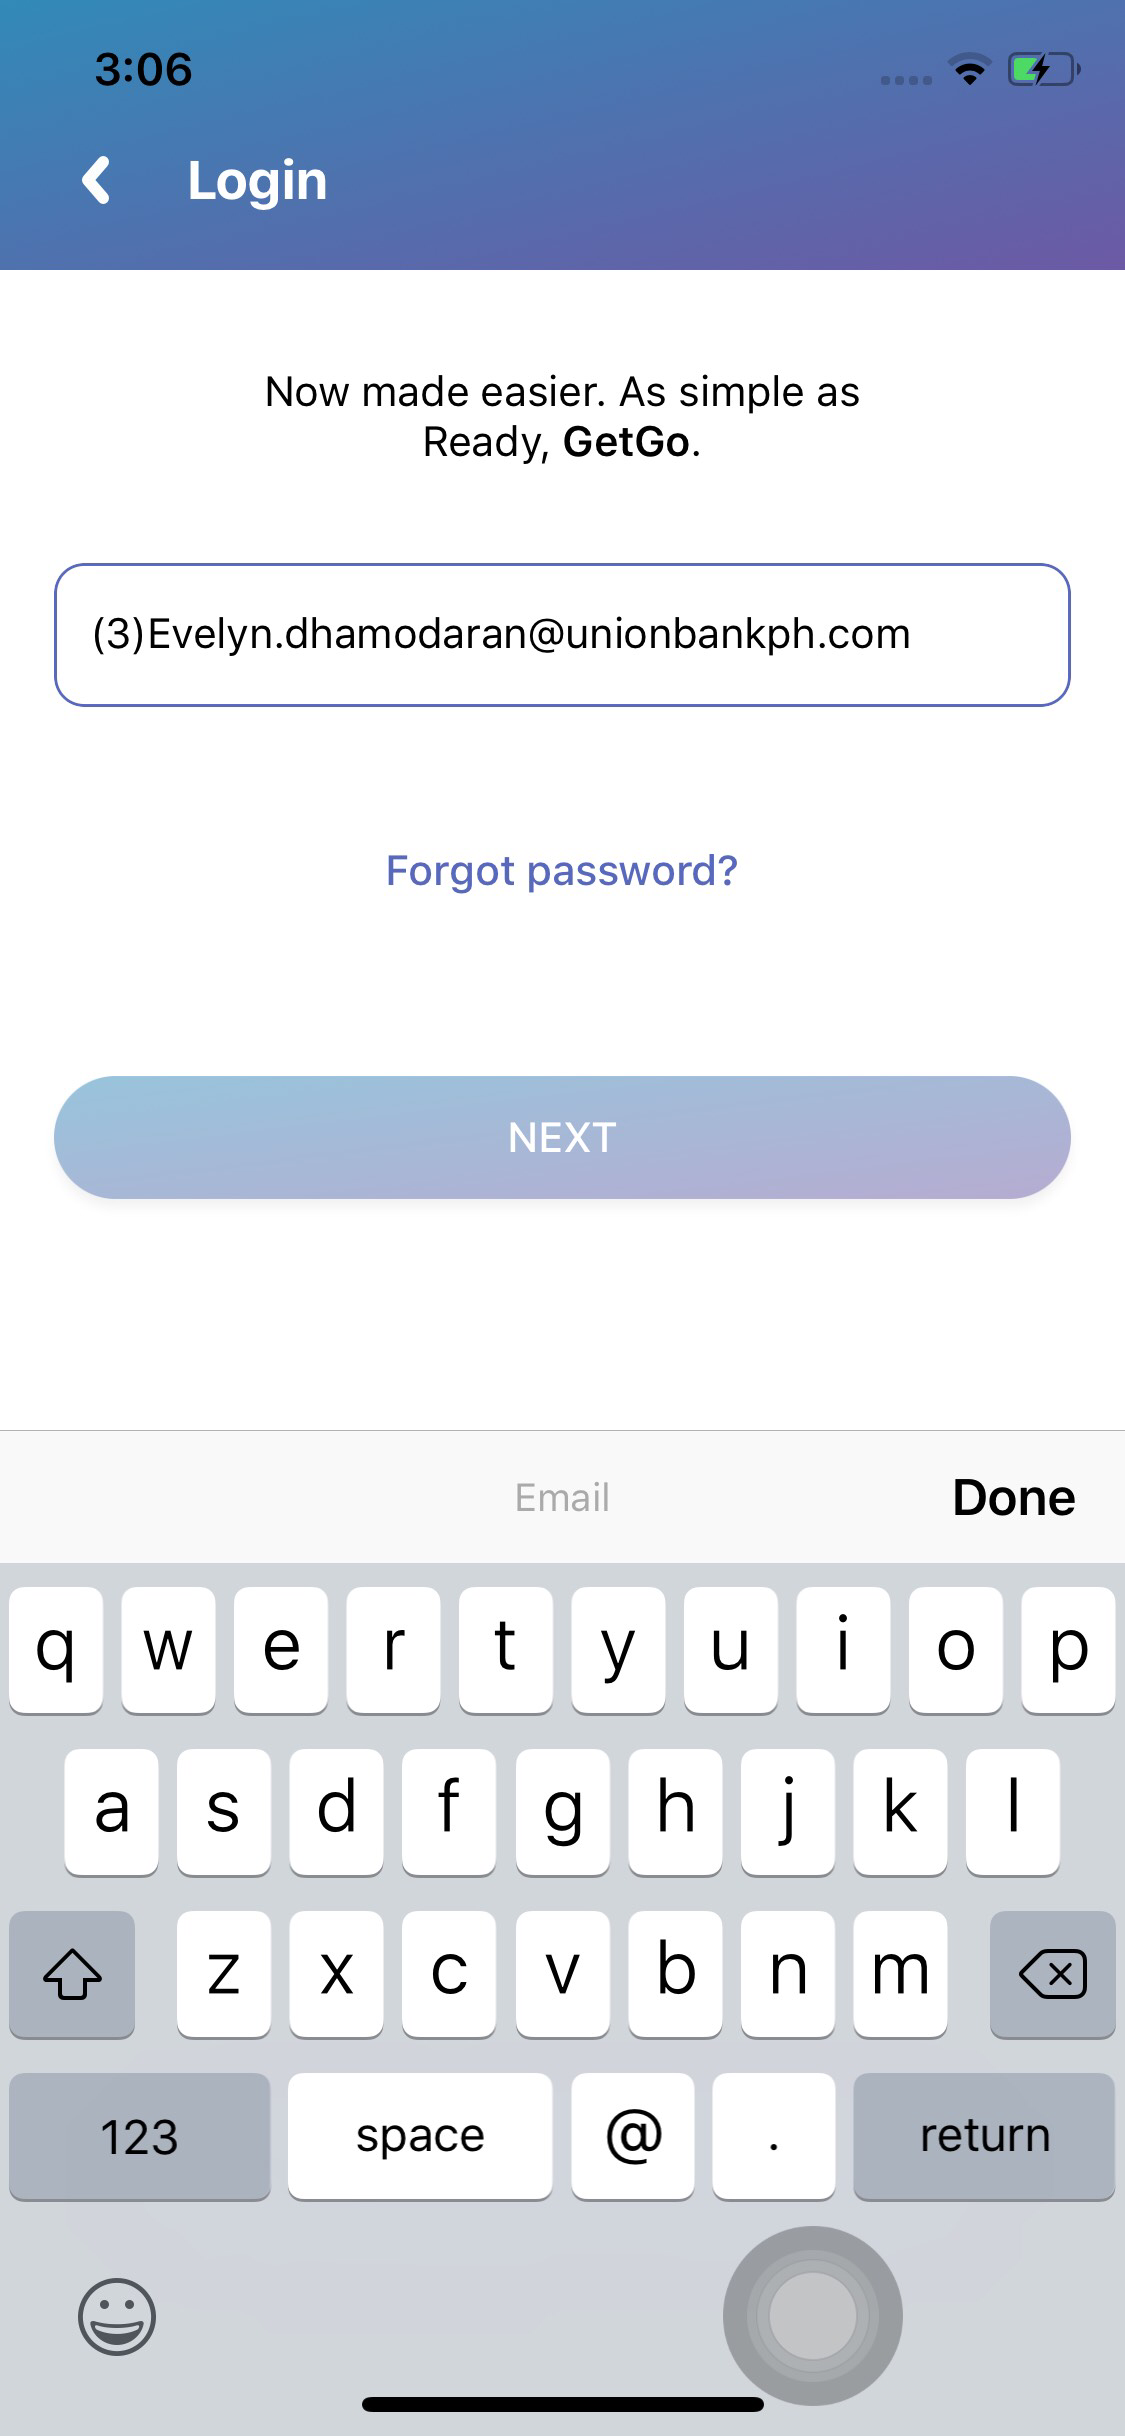 3:06
Login
Now made easier. As simple as
Ready, GetGo.
(3)Evelyn.dhamodaran@unionbankph.com
Forgot password?
NEXT
Email
Done
q w e r t y u i o p
a s d f g h j k l
z x c v b n m
123 space @ . return